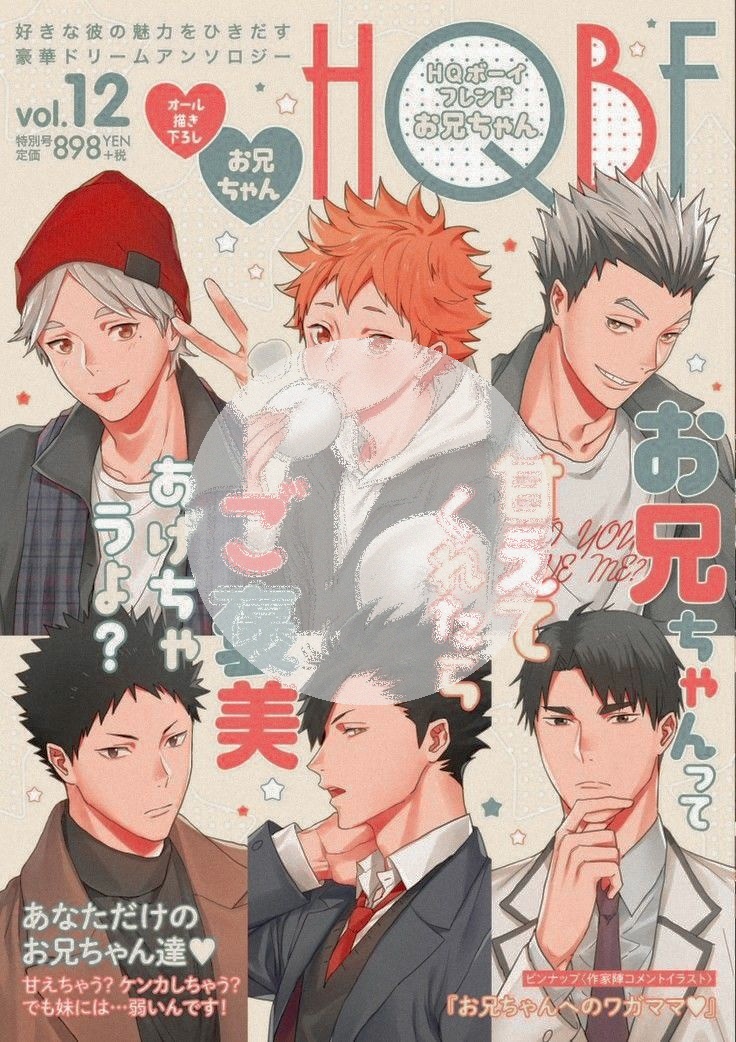 好きな彼の魅力をひきだす
豪華ドリームアンソロジー
HQBF
HQボーイ
フレンド
お兄ちゃん
vol.12
特別号
定価 898YEN
+税
オール
描き
下ろし
お兄
ちゃん
お兄ちゃんって
甘えて
くれたらっ
ご褒美
あげちゃ
うよ?
YOU
ME?
あなただけの
お兄ちゃん達♥
甘えちゃう? ケンカしちゃう?
でも妹には…弱いんです!
ピンナップ〈作家陣コメントイラスト〉
『お兄ちゃんへのワガママ♥』